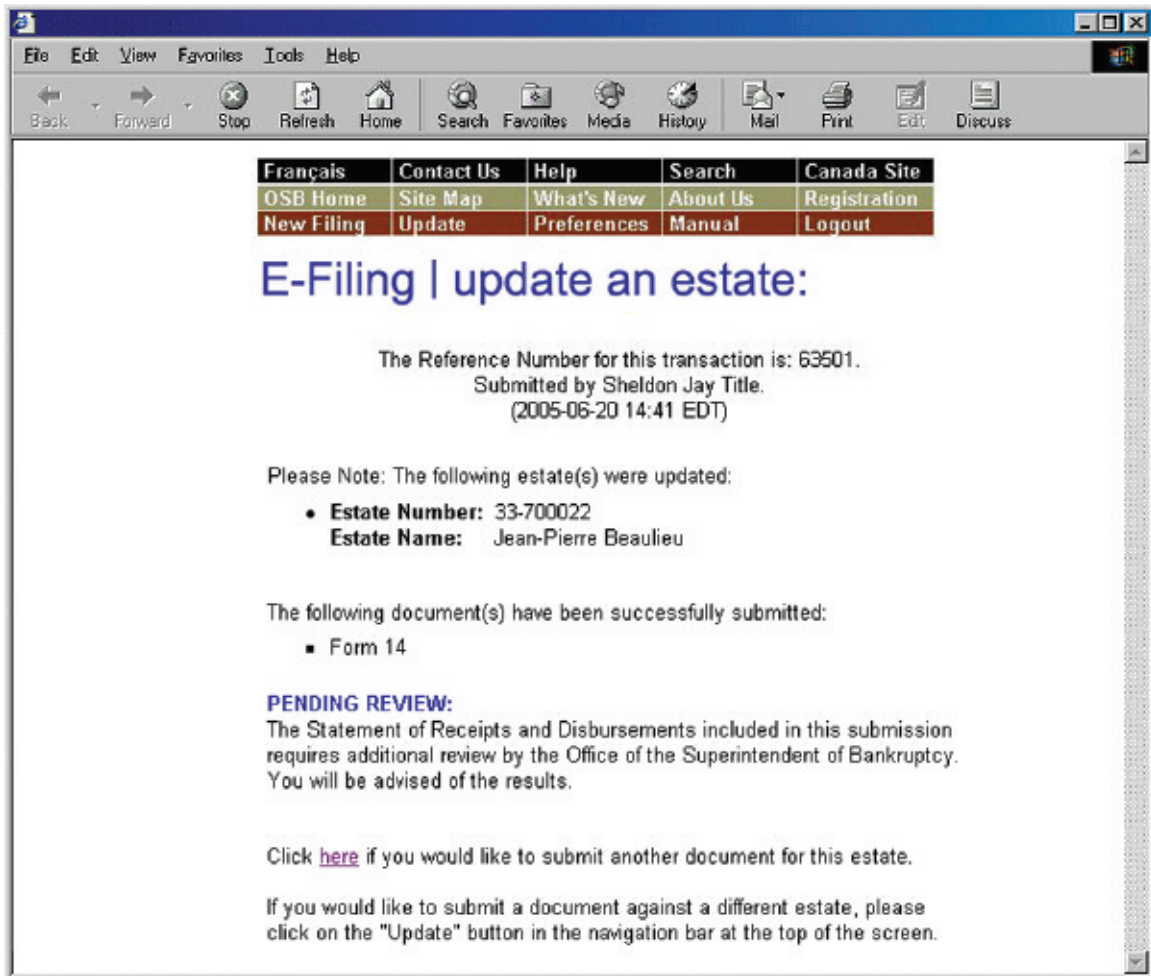 File Edit View Favorites Tools Help
Back Forward Stop Refresh Home Search Favorites Media History Mail Print Edit Discuss
Français Contact Us Help Search Canada Site
OSB Home Site Map What's New About Us Registration
New Filing Update Preferences Manual Logout
E-Filing | update an estate:
The Reference Number for this transaction is: 63501.
Submitted by Sheldon Jay Title.
(2005-06-20 14:41 EDT)
Please Note: The following estate(s) were updated:
• Estate Number: 33-700022
Estate Name: Jean-Pierre Beaulieu
The following document(s) have been successfully submitted:
▪ Form 14
PENDING REVIEW:
The Statement of Receipts and Disbursements included in this submission
requires additional review by the Office of the Superintendent of Bankruptcy.
You will be advised of the results.
Click here if you would like to submit another document for this estate.
If you would like to submit a document against a different estate, please
click on the "Update" button in the navigation bar at the top of the screen.